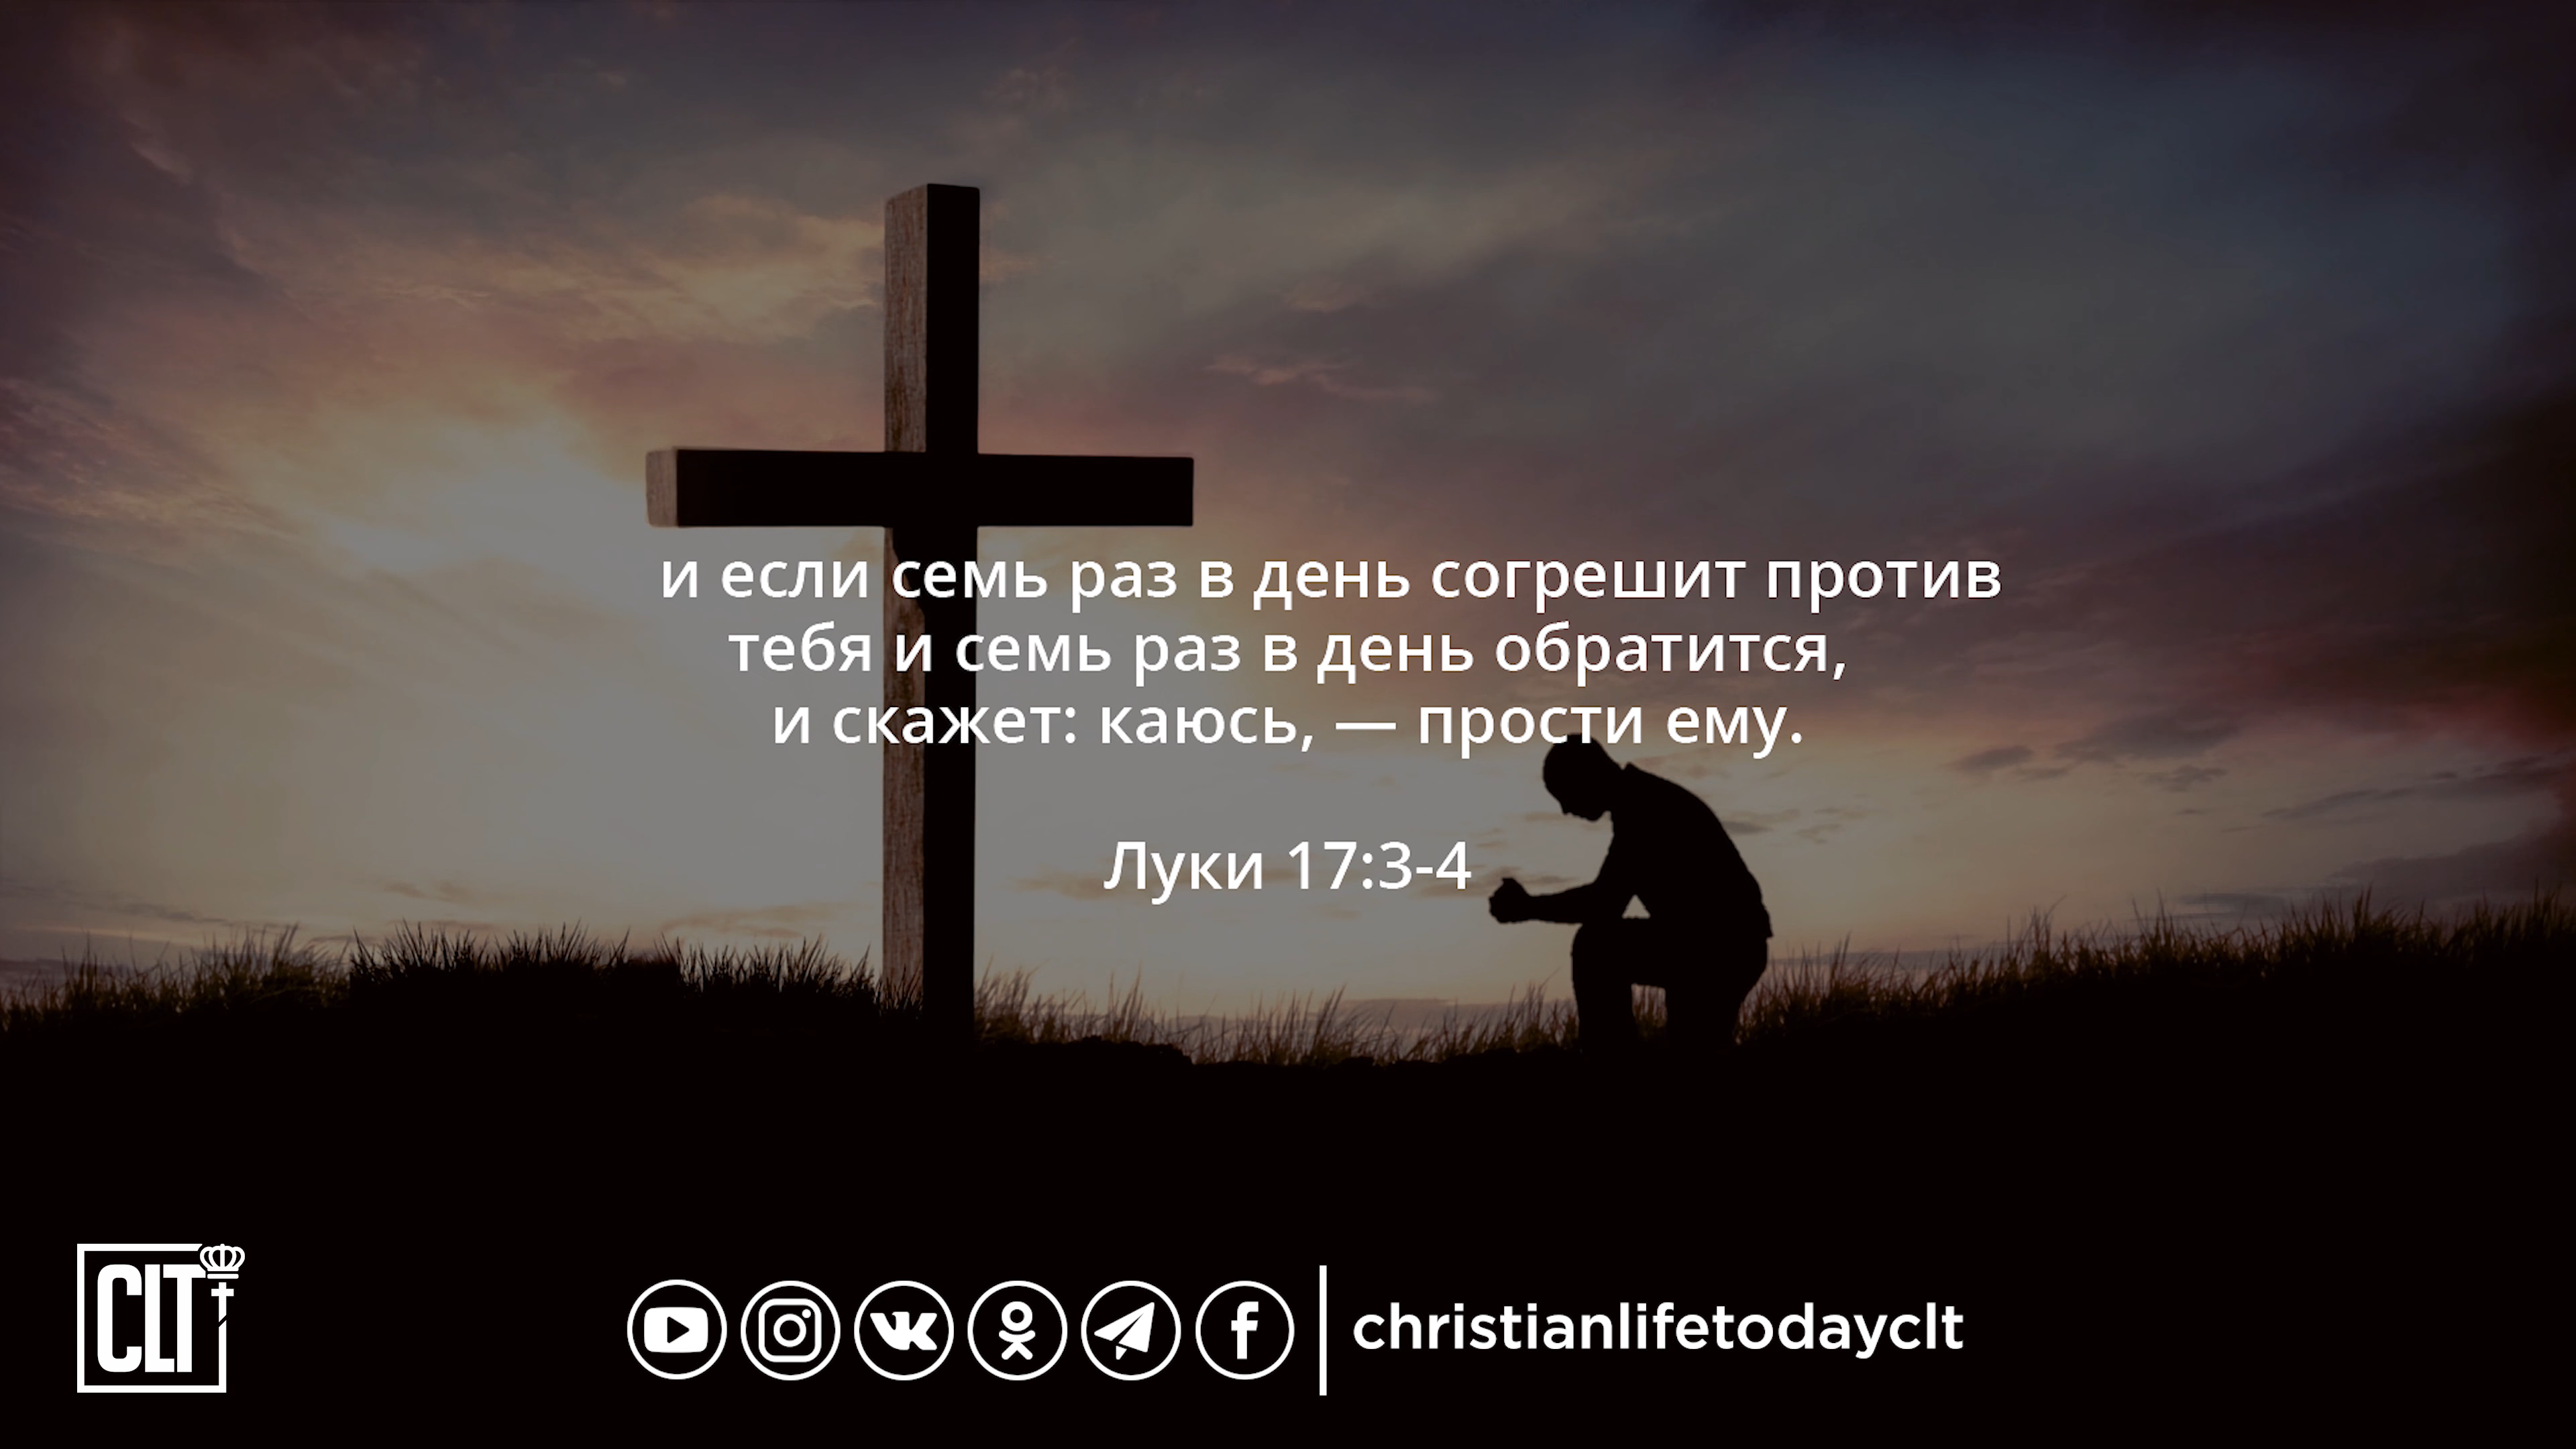 и если семь раз в день согрешит против
тебя и семь раз в день обратится,
и скажет: каюсь, — прости ему.
Луки 17:3-4
CLT
christianlifetodayclt